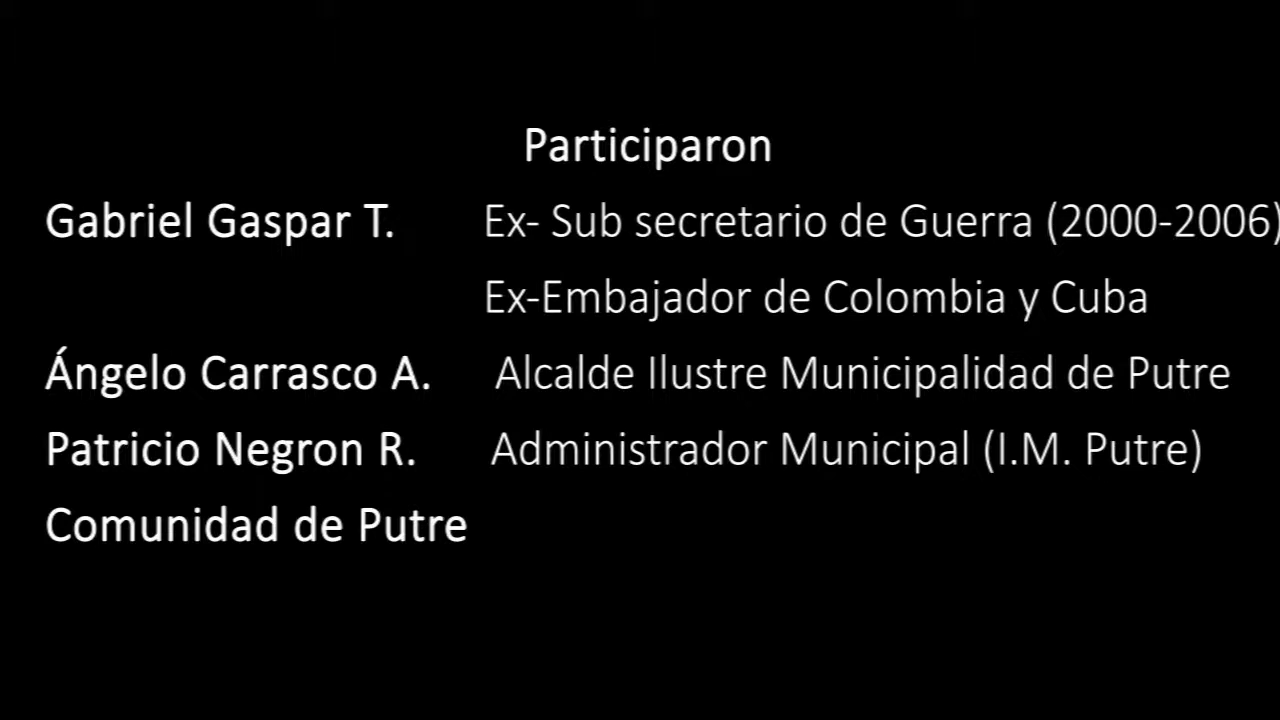 Participaron
Gabriel Gaspar T. Ex- Sub secretario de Guerra (2000-2006)
Ex-Embajador de Colombia y Cuba
Ángelo Carrasco A. Alcalde Ilustre Municipalidad de Putre
Patricio Negron R. Administrador Municipal (I.M. Putre)
Comunidad de Putre